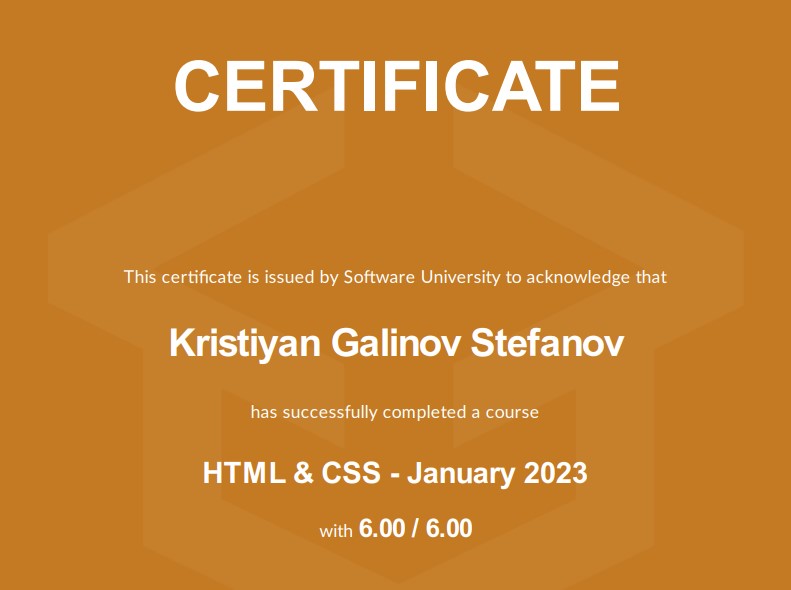 CERTIFICATE
This certificate is issued by Software University to acknowledge that
Kristiyan Galinov Stefanov
has successfully completed a course
HTML & CSS - January 2023
with 6.00 / 6.00